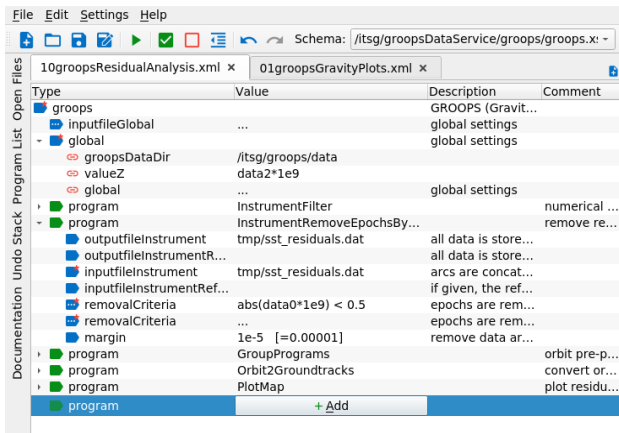 File Edit Settings Help
Schema: /itsg/groopsDataService/groops/groops.x
10groopsResidualAnalysis.xml × 01groopsGravityPlots.xml ×
Open Files
Program List
Undo Stack
Documentation
Type Value Description Comment
groops GROOPS (Gravit...
inputfileGlobal ... global settings
global global settings
groopsDataDir /itsg/groops/data
valueZ data2*1e9
global ... global settings
program InstrumentFilter numerical ...
program InstrumentRemoveEpochsBy... remove re...
outputfileInstrument tmp/sst_residuals.dat all data is store...
outputfileInstrumentR... all data is store...
inputfileInstrument tmp/sst_residuals.dat arcs are concat...
inputfileInstrumentRef... if given, the ref...
removalCriteria abs(data0*1e9) < 0.5 epochs are rem...
removalCriteria ... epochs are rem...
margin 1e-5 [=0.00001] remove data ar...
program GroupPrograms orbit pre-p...
program Orbit2Groundtracks convert or...
program PlotMap plot residu...
program + Add